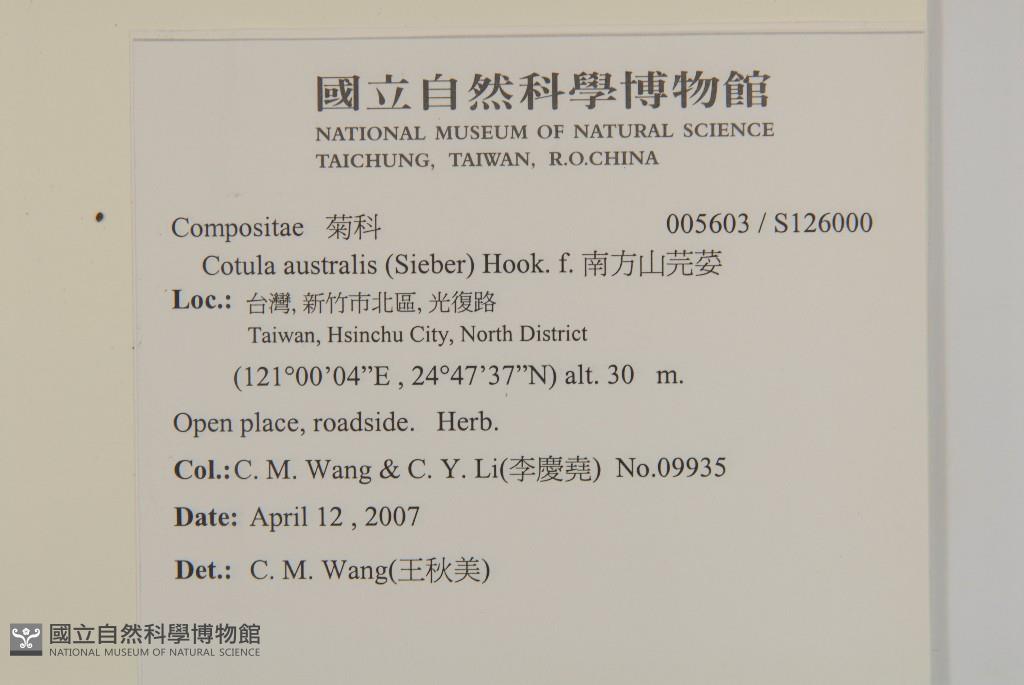 國立自然科學博物館
NATIONAL MUSEUM OF NATURAL SCIENCE
TAICHUNG, TAIWAN, R.O.CHINA
Compositae 菊科 005603 / S126000
Cotula australis (Sieber) Hook. f. 南方山芫荽
Loc.: 台灣, 新竹市北區, 光復路
Taiwan, Hsinchu City, North District
(121°00’04”E , 24°47’37”N) alt. 30 m.
Open place, roadside. Herb.
Col.: C. M. Wang & C. Y. Li(李慶堯) No.09935
Date: April 12 , 2007
Det.: C. M. Wang(王秋美)
國立自然科學博物館
NATIONAL MUSEUM OF NATURAL SCIENCE